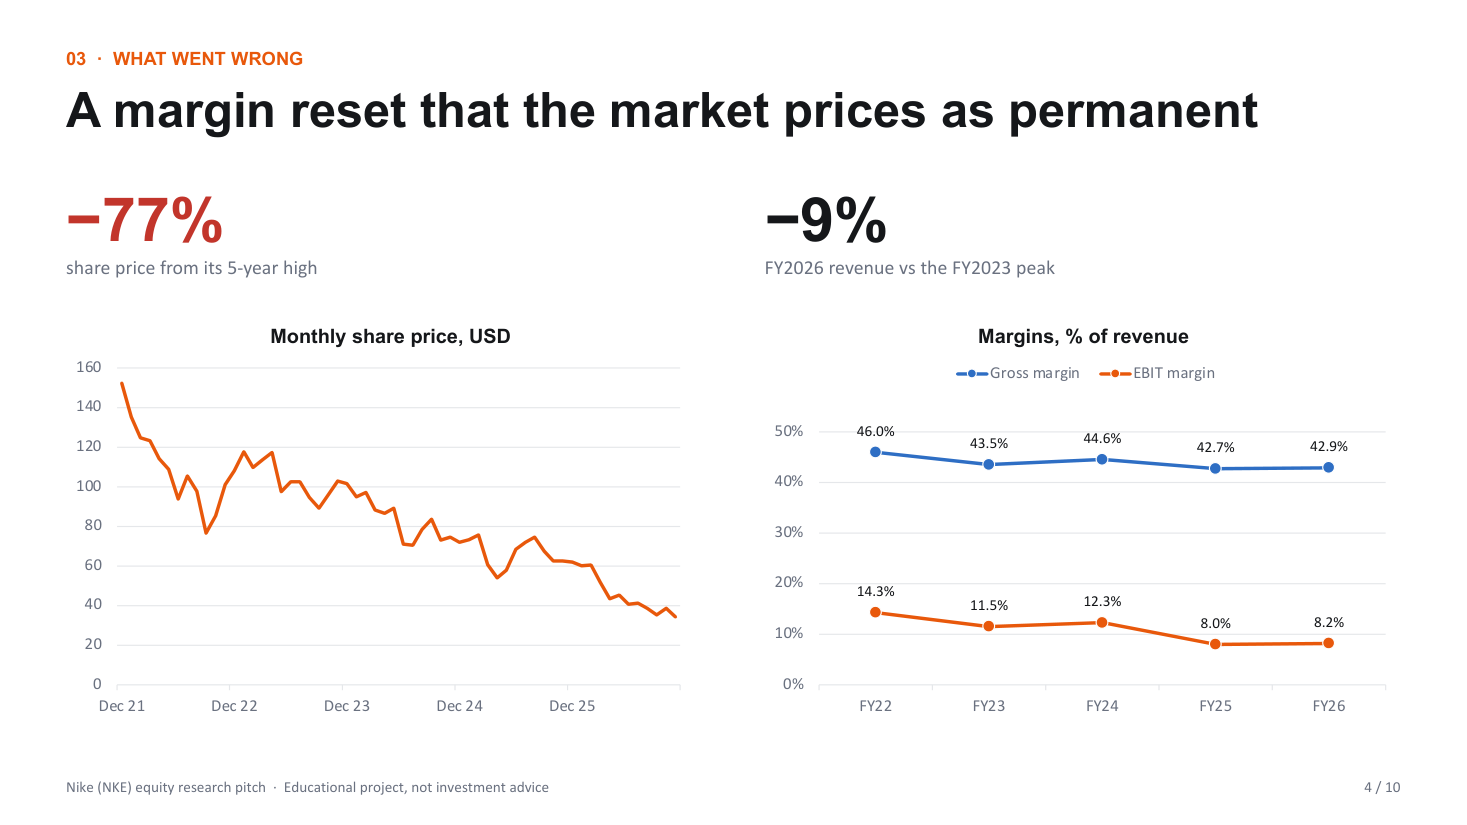 03 · WHAT WENT WRONG
A margin reset that the market prices as permanent
−77%
share price from its 5-year high
−9%
FY2026 revenue vs the FY2023 peak
Monthly share price, USD
160
140
120
100
80
60
40
20
0
Dec 21 Dec 22 Dec 23 Dec 24 Dec 25
Margins, % of revenue
Gross margin EBIT margin
50%
40%
30%
20%
10%
0%
46.0% 43.5% 44.6% 42.7% 42.9%
14.3% 11.5% 12.3% 8.0% 8.2%
FY22 FY23 FY24 FY25 FY26
Nike (NKE) equity research pitch · Educational project, not investment advice
4 / 10